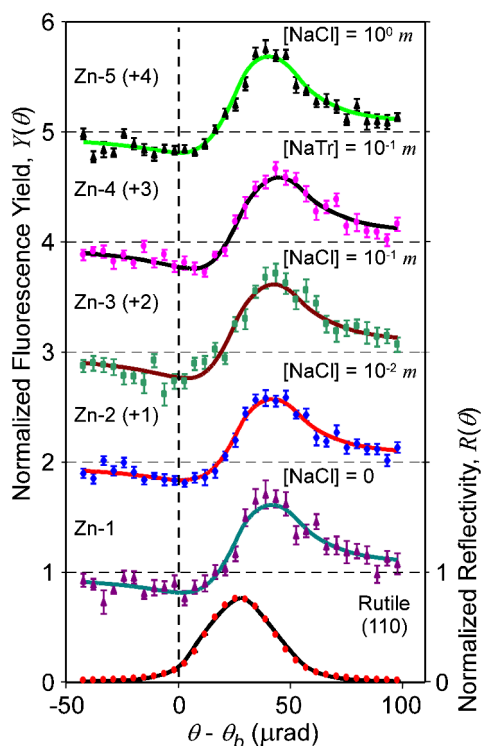 [NaCl] = 10⁰ m
Zn-5 (+4)
[NaTr] = 10⁻¹ m
Zn-4 (+3)
[NaCl] = 10⁻¹ m
Zn-3 (+2)
[NaCl] = 10⁻² m
Zn-2 (+1)
[NaCl] = 0
Zn-1
Rutile
(110)
Normalized Fluorescence Yield, Y(θ)
6
5
4
3
2
1
0
Normalized Reflectivity, R(θ)
1
0
-50 0 50 100
θ - θb (μrad)